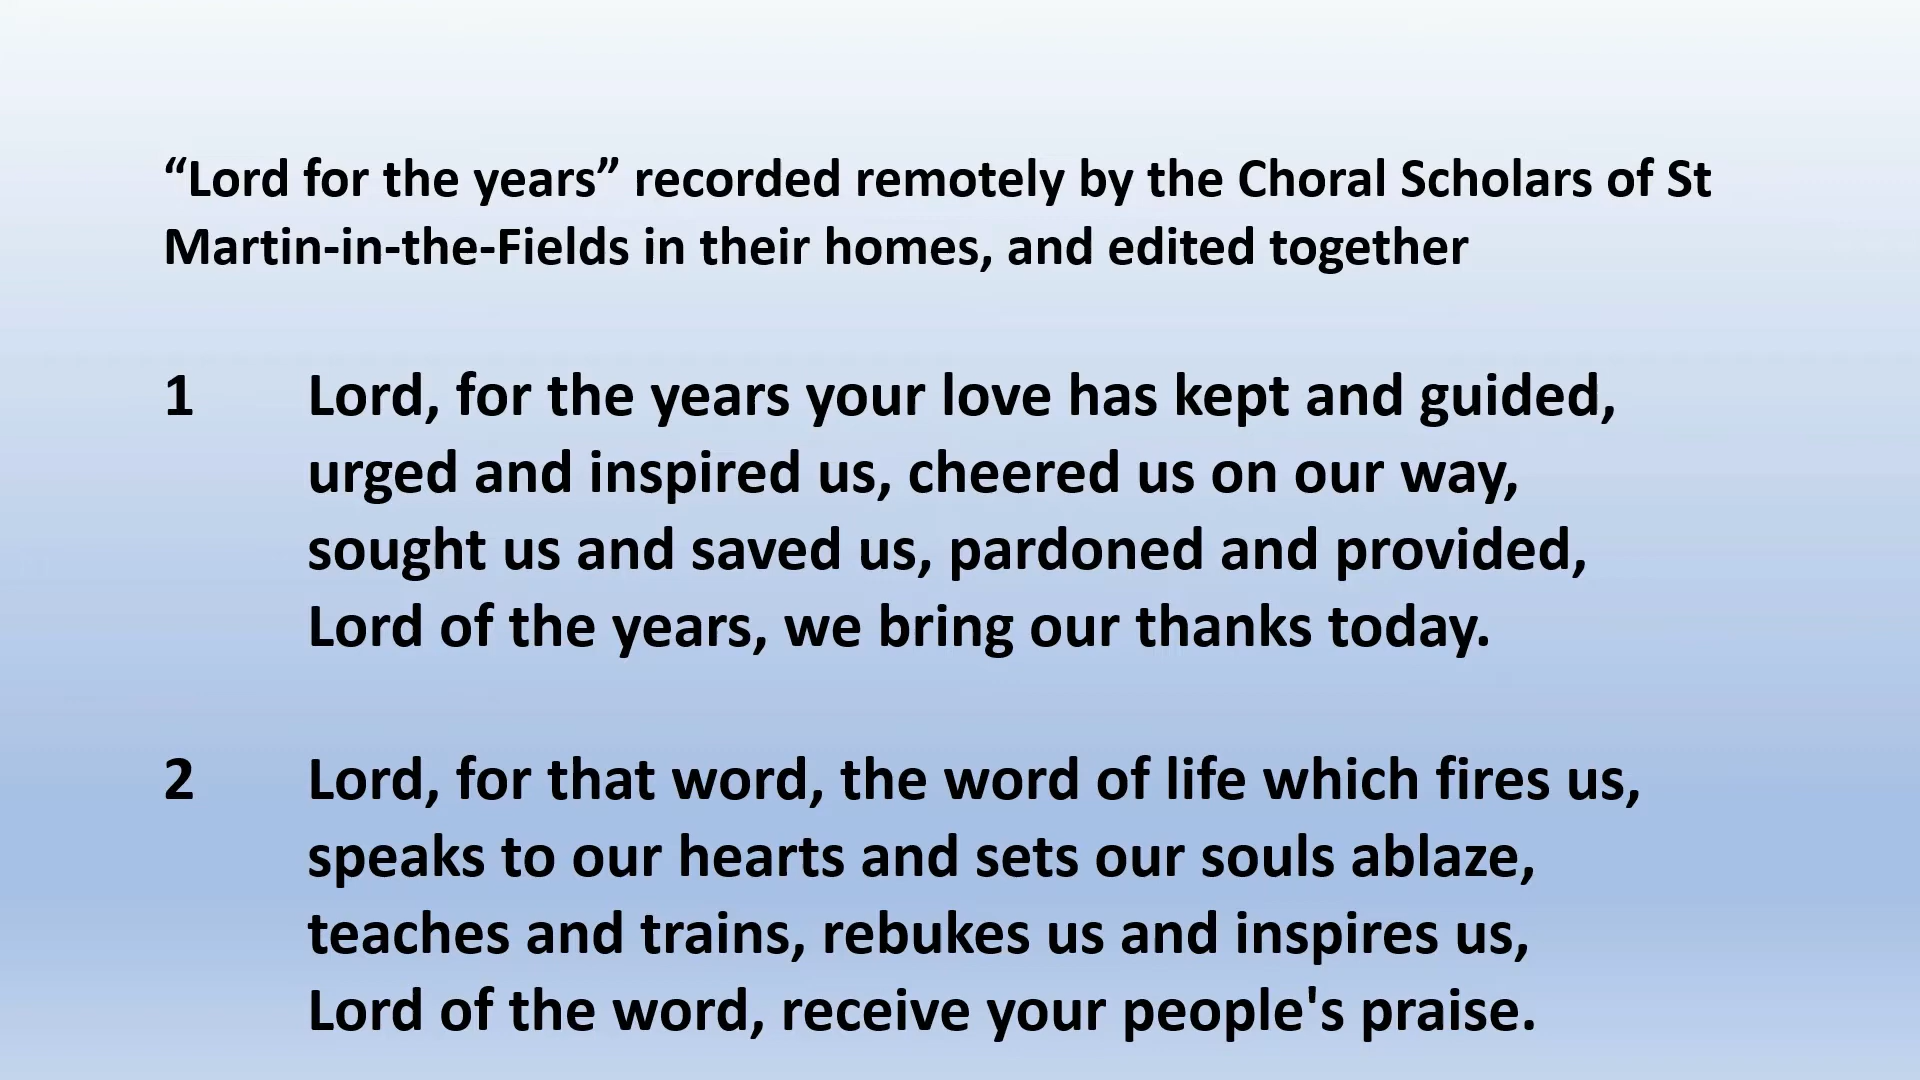 “Lord for the years” recorded remotely by the Choral Scholars of St
Martin-in-the-Fields in their homes, and edited together
1 Lord, for the years your love has kept and guided,
urged and inspired us, cheered us on our way,
sought us and saved us, pardoned and provided,
Lord of the years, we bring our thanks today.
2 Lord, for that word, the word of life which fires us,
speaks to our hearts and sets our souls ablaze,
teaches and trains, rebukes us and inspires us,
Lord of the word, receive your people's praise.